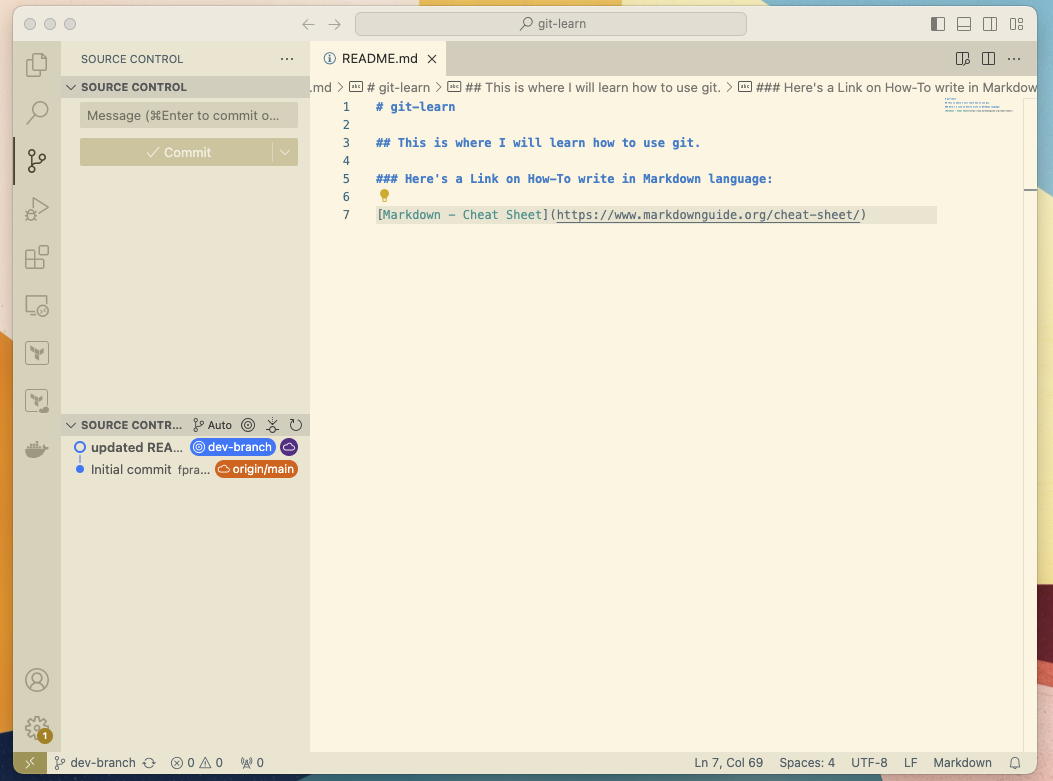 git-learn
SOURCE CONTROL
README.md
SOURCE CONTROL
.md > # git-learn > ## This is where I will learn how to use git. > ### Here's a Link on How-To write in Markdow
Message (⌘Enter to commit o...
Commit
1 # git-learn
2
3 ## This is where I will learn how to use git.
4
5 ### Here's a Link on How-To write in Markdown language:
6
7 [Markdown - Cheat Sheet](https://www.markdownguide.org/cheat-sheet/)
SOURCE CONTR... Auto
updated REA... dev-branch
Initial commit fpra... origin/main
1
dev-branch 0 0 0 Ln 7, Col 69 Spaces: 4 UTF-8 LF Markdown